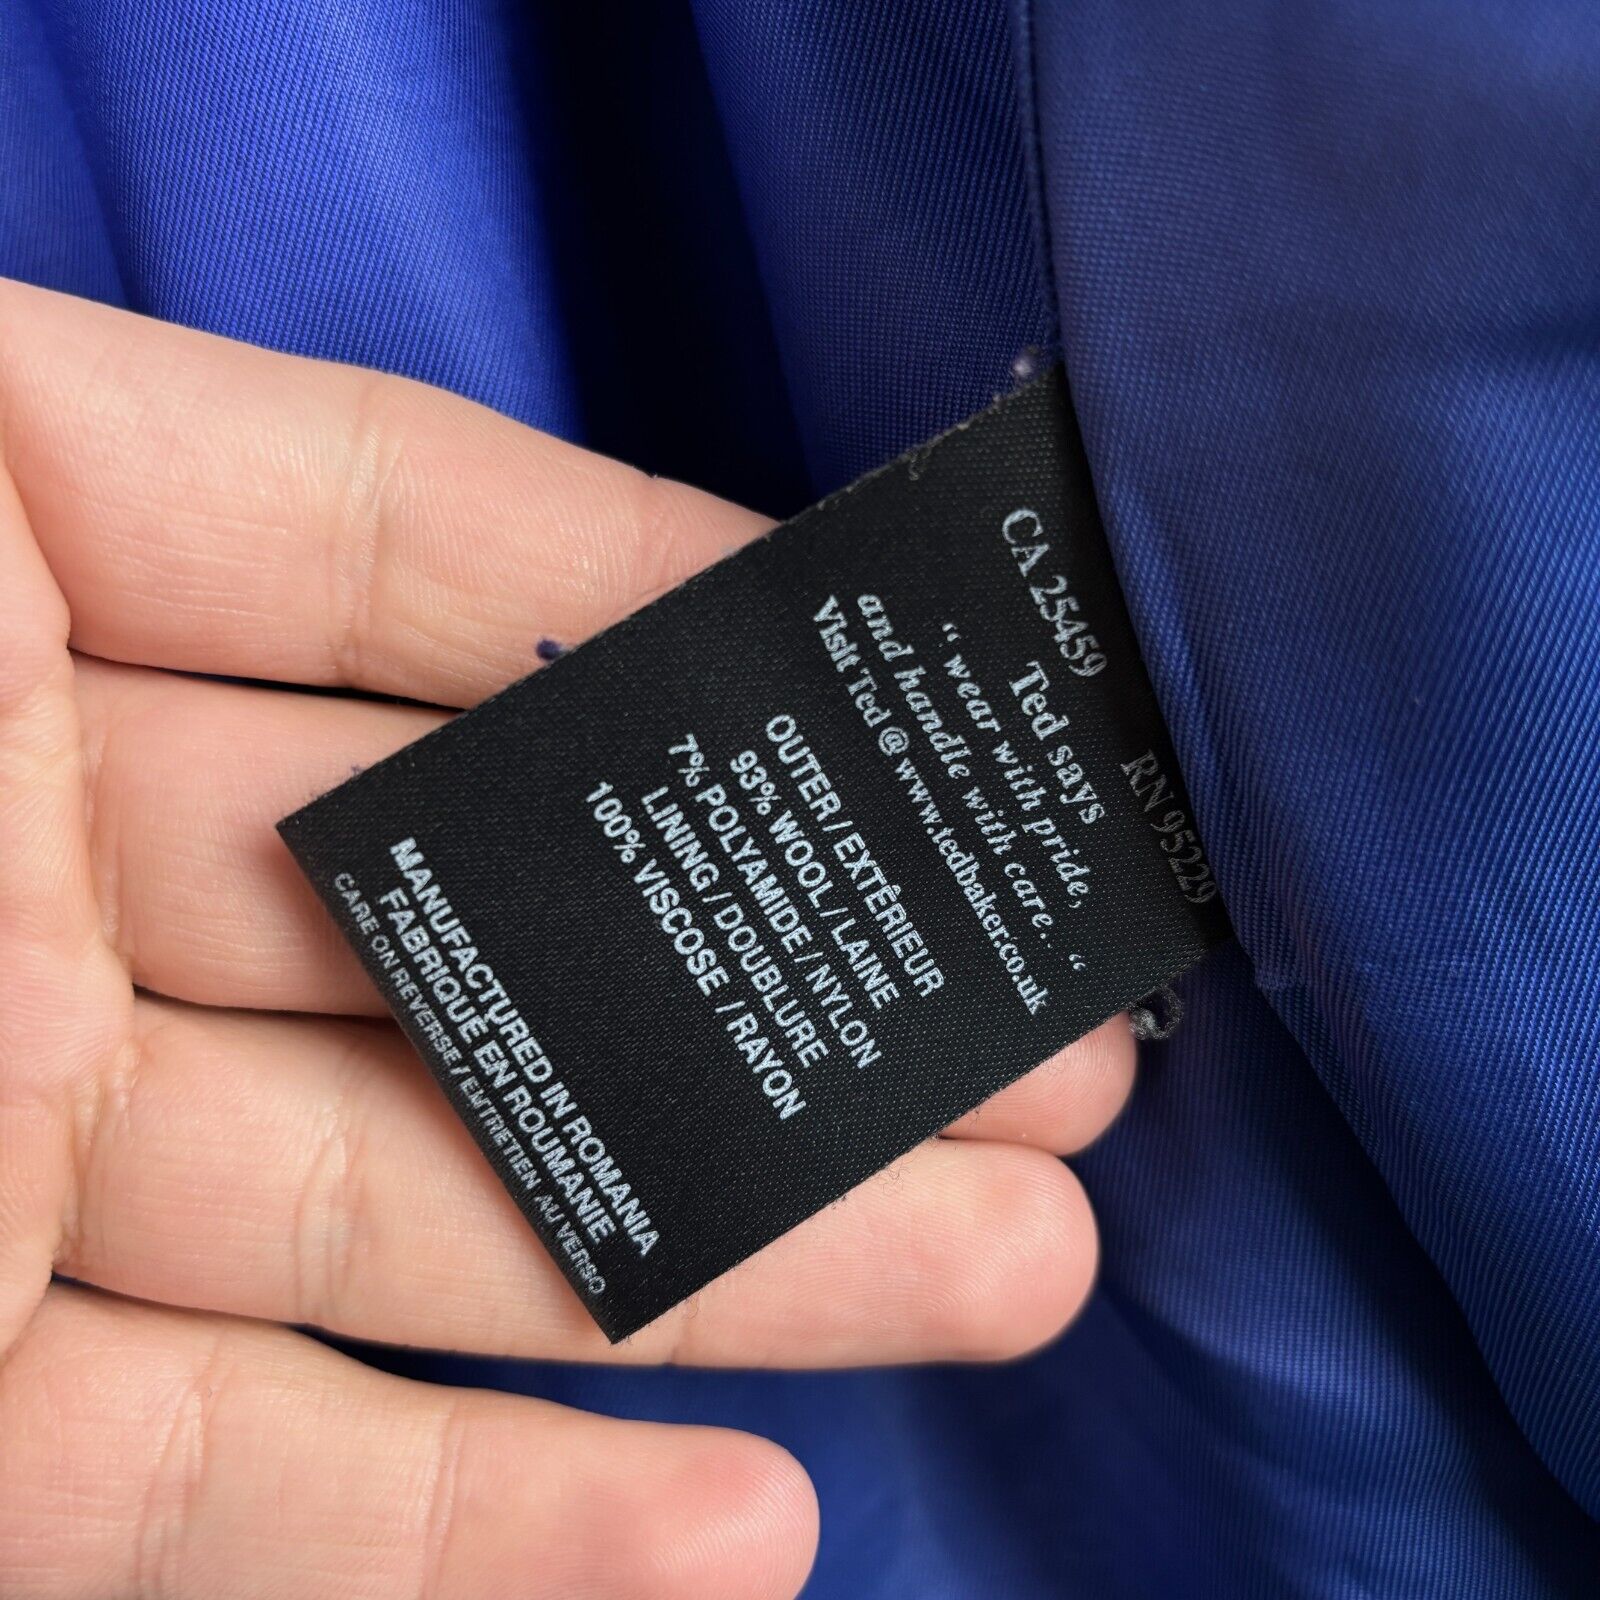 CA 25459 RN 95229
Ted says
“ wear with pride,
and handle with care.. “
Visit Ted @ www.tedbaker.co.uk
OUTER / EXTÉRIEUR
93% WOOL / LAINE
7% POLYAMIDE / NYLON
LINING / DOUBLURE
100% VISCOSE / RAYON
MANUFACTURED IN ROMANIA
FABRIQUÉ EN ROUMANIE
CARE ON REVERSE / ENTRETIEN AU VERSO